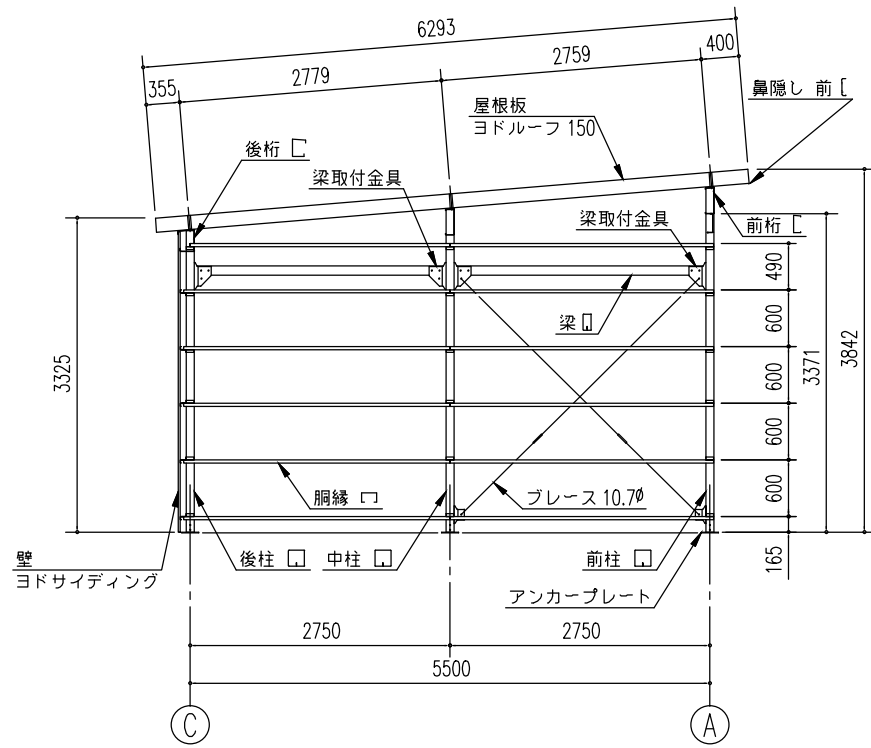 6293
355
2779
2759
400
鼻隠し 前
屋根板
ヨドルーフ 150
後桁
梁取付金具
梁取付金具
前桁
490
梁
600
3325
600
3371
3842
600
600
胴縁
ブレース 10.7φ
壁
ヨドサイディング
後柱
中柱
前柱
165
アンカープレート
2750
2750
5500
C
A